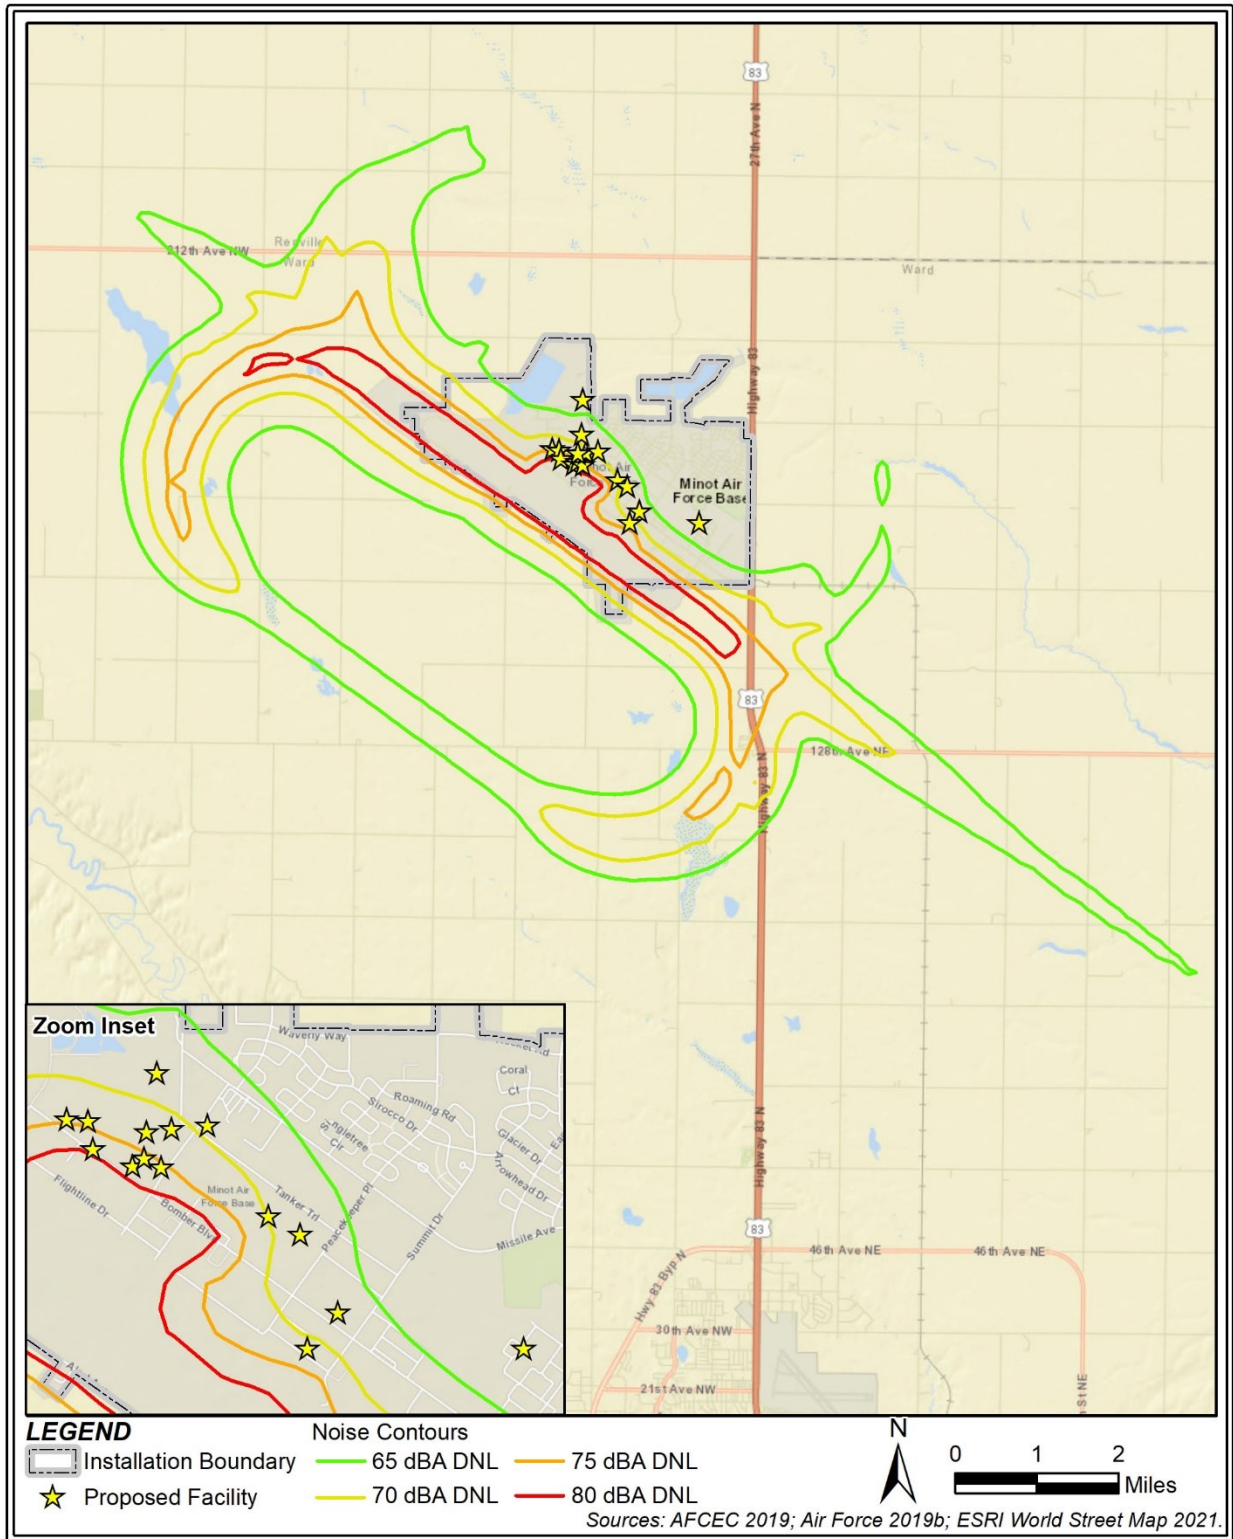 83
27th Ave N
212th Ave NW
Renville
Ward
Ward
Highway 83
Minot Air
Force Base
83
128th Ave NE
Highway 83 N
Highway 83 N
83
46th Ave NE
46th Ave NE
Hwy 83 Byp N
30th Ave NW
21st Ave NW
St NE
Zoom Inset
Waverly Way
Rd
Coral
Ct
Roaming Rd
Sirocco Dr
Glacier Dr
Arrowhead Dr
Missile Ave
Summit Dr
Peacekeeper Pl
Tanker Trl
Minot Air
Force Base
Bomber Blvd
Flightline Dr
LEGEND
Installation Boundary
Proposed Facility
Noise Contours
65 dBA DNL
75 dBA DNL
70 dBA DNL
80 dBA DNL
N
0 1 2
Miles
Sources: AFCEC 2019; Air Force 2019b; ESRI World Street Map 2021.